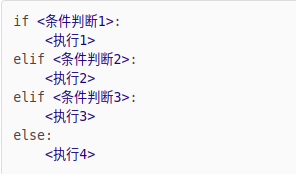 if <条件判断1>:
    <执行1>
elif <条件判断2>:
    <执行2>
elif <条件判断3>:
    <执行3>
else:
    <执行4>